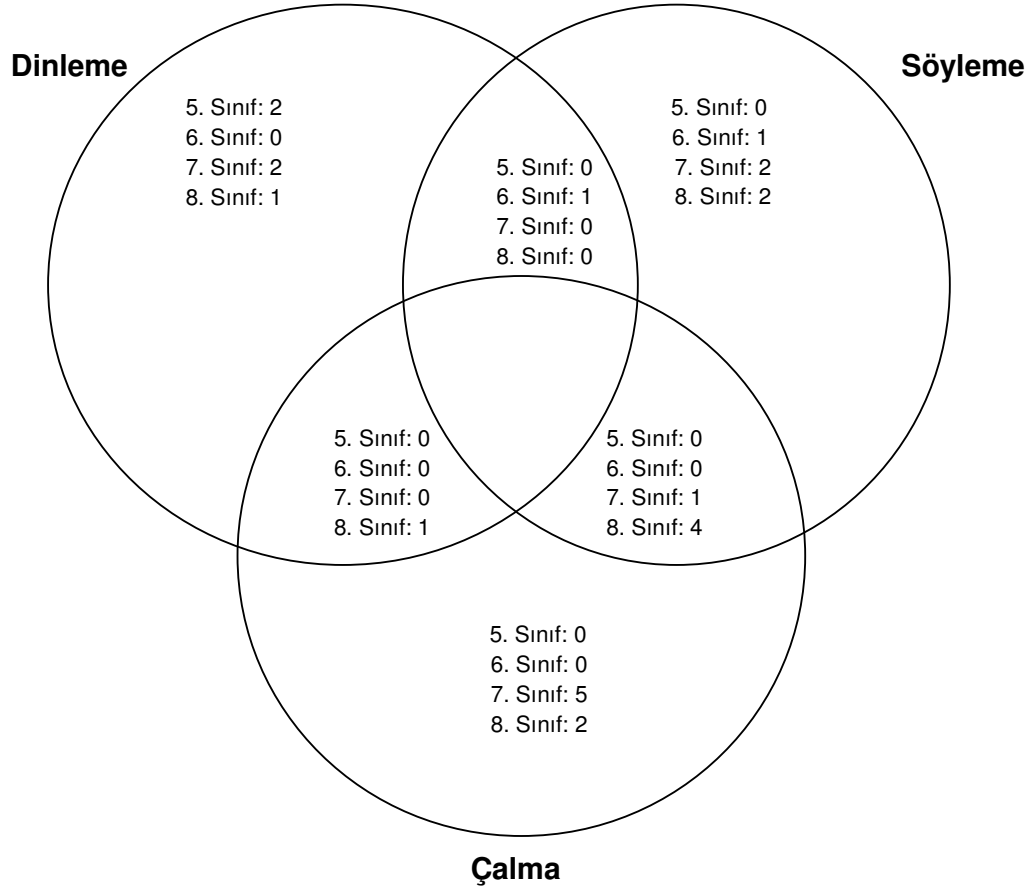 Dinleme
Söyleme
5. Sınıf: 2
6. Sınıf: 0
7. Sınıf: 2
8. Sınıf: 1
5. Sınıf: 0
6. Sınıf: 1
7. Sınıf: 0
8. Sınıf: 0
5. Sınıf: 0
6. Sınıf: 1
7. Sınıf: 2
8. Sınıf: 2
5. Sınıf: 0
6. Sınıf: 0
7. Sınıf: 0
8. Sınıf: 1
5. Sınıf: 0
6. Sınıf: 0
7. Sınıf: 1
8. Sınıf: 4
5. Sınıf: 0
6. Sınıf: 0
7. Sınıf: 5
8. Sınıf: 2
Çalma